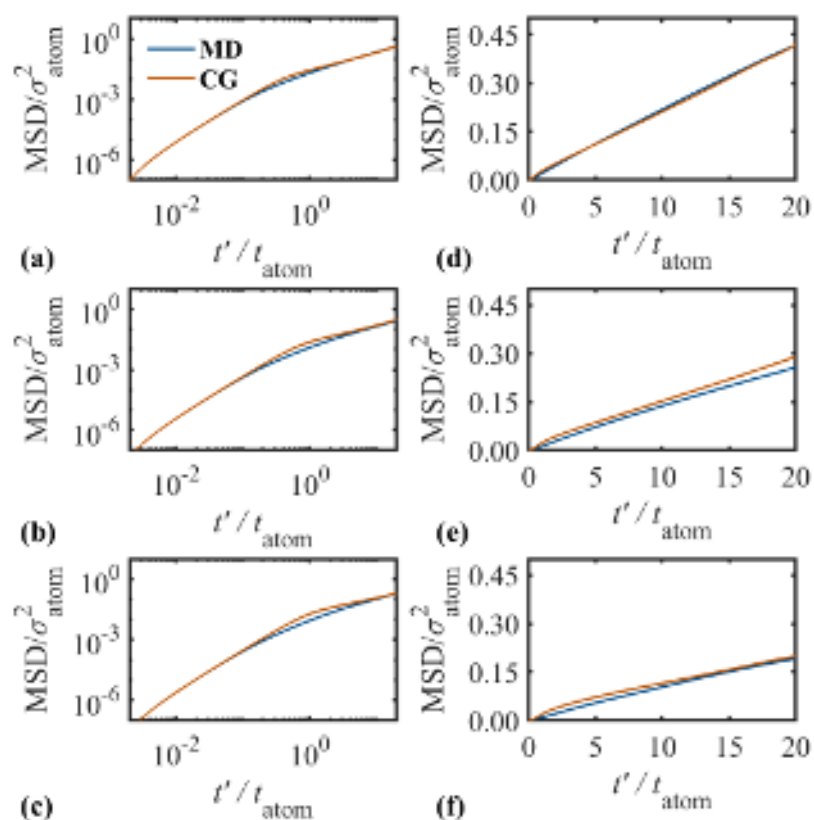 MSD/σ²atom
10⁰
10⁻³
10⁻⁶
MD
CG
10⁻² 10⁰
t′ / tatom
(a)
MSD/σ²atom
0.45
0.30
0.15
0.00
0 5 10 15 20
t′ / tatom
(d)
MSD/σ²atom
10⁰
10⁻³
10⁻⁶
10⁻² 10⁰
t′ / tatom
(b)
MSD/σ²atom
0.45
0.30
0.15
0.00
0 5 10 15 20
t′ / tatom
(e)
MSD/σ²atom
10⁰
10⁻³
10⁻⁶
10⁻² 10⁰
t′ / tatom
(c)
MSD/σ²atom
0.45
0.30
0.15
0.00
0 5 10 15 20
t′ / tatom
(f)